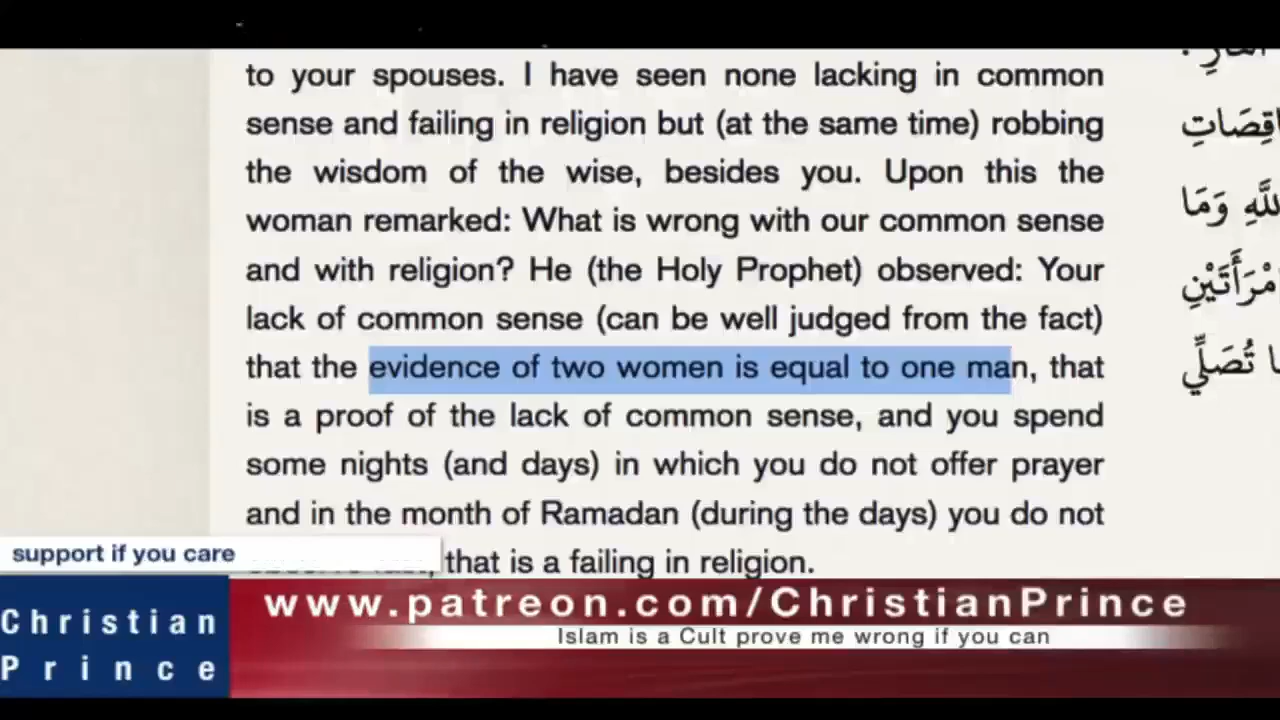 to your spouses. I have seen none lacking in common
sense and failing in religion but (at the same time) robbing
the wisdom of the wise, besides you. Upon this the
woman remarked: What is wrong with our common sense
and with religion? He (the Holy Prophet) observed: Your
lack of common sense (can be well judged from the fact)
that the evidence of two women is equal to one man, that
is a proof of the lack of common sense, and you spend
some nights (and days) in which you do not offer prayer
and in the month of Ramadan (during the days) you do not
that is a failing in religion.
اقِصَاتِ
للَّهِ وَمَا
مْرَأَتَيْنِ
ا تُصَلِّي
support if you care
Christian
Prince
www.patreon.com/ChristianPrince
Islam is a Cult prove me wrong if you can